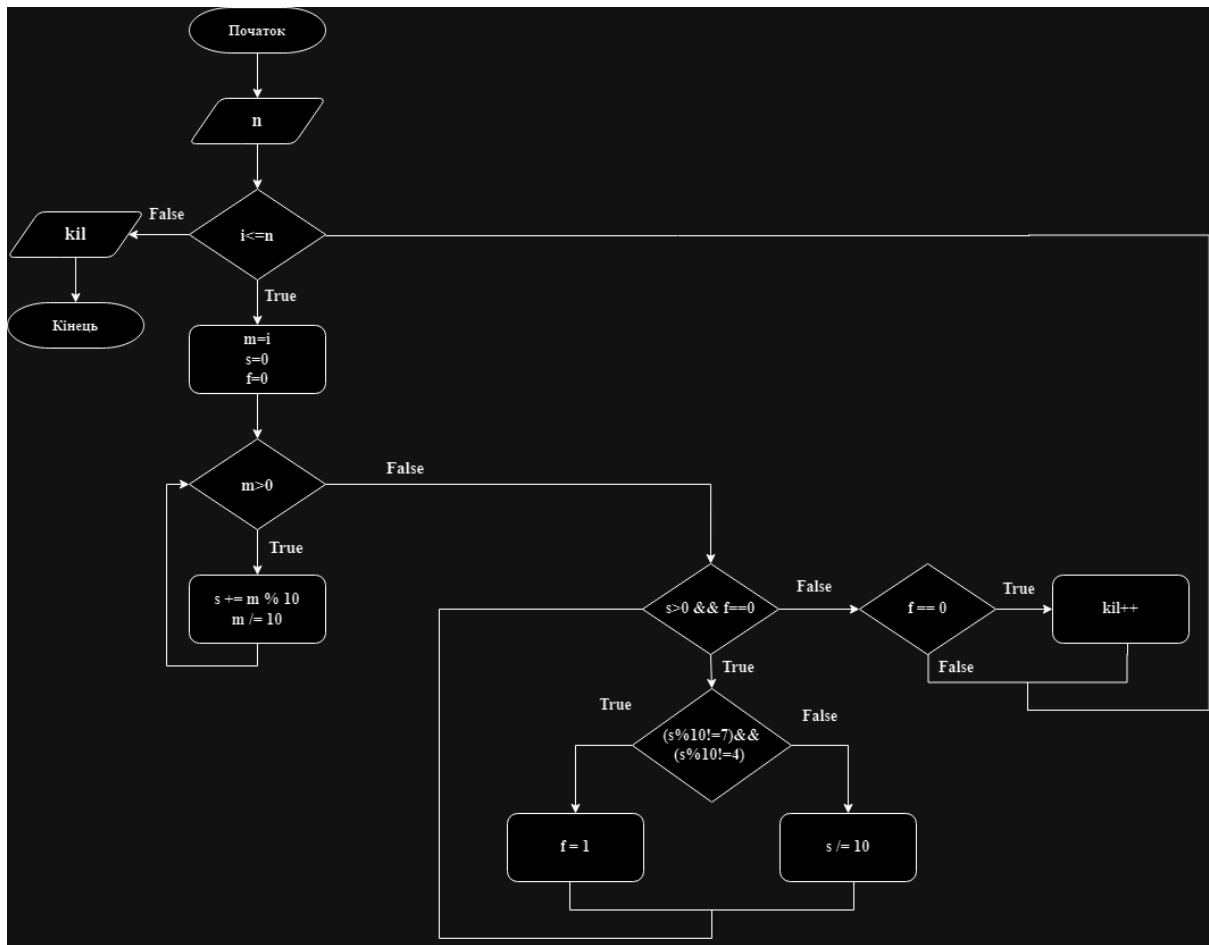 Початок
n
i<=n
False
kil
Кінець
True
m=i
s=0
f=0
m>0
False
True
s += m % 10
m /= 10
s>0 && f==0
False
f == 0
True
kil++
False
True
(s%10!=7)&&
(s%10!=4)
True
False
f = 1
s /= 10